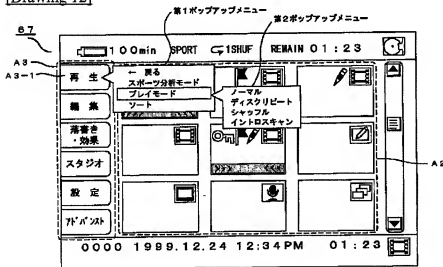 [Drawing 12]
67
第1ポップアップメニュー
第2ポップアップメニュー
100min SPORT 1SHUF REMAIN 01:23
A3
A3-1
再 生
← 戻る
スポーツ分析モード
プレイモード
ソート
ノーマル
ディスクリピート
シャッフル
イントロスキャン
編 集
落書き
・効果
スタジオ
設 定
アドバンスト
A2
0000 1999.12.24 12:34PM 01:23